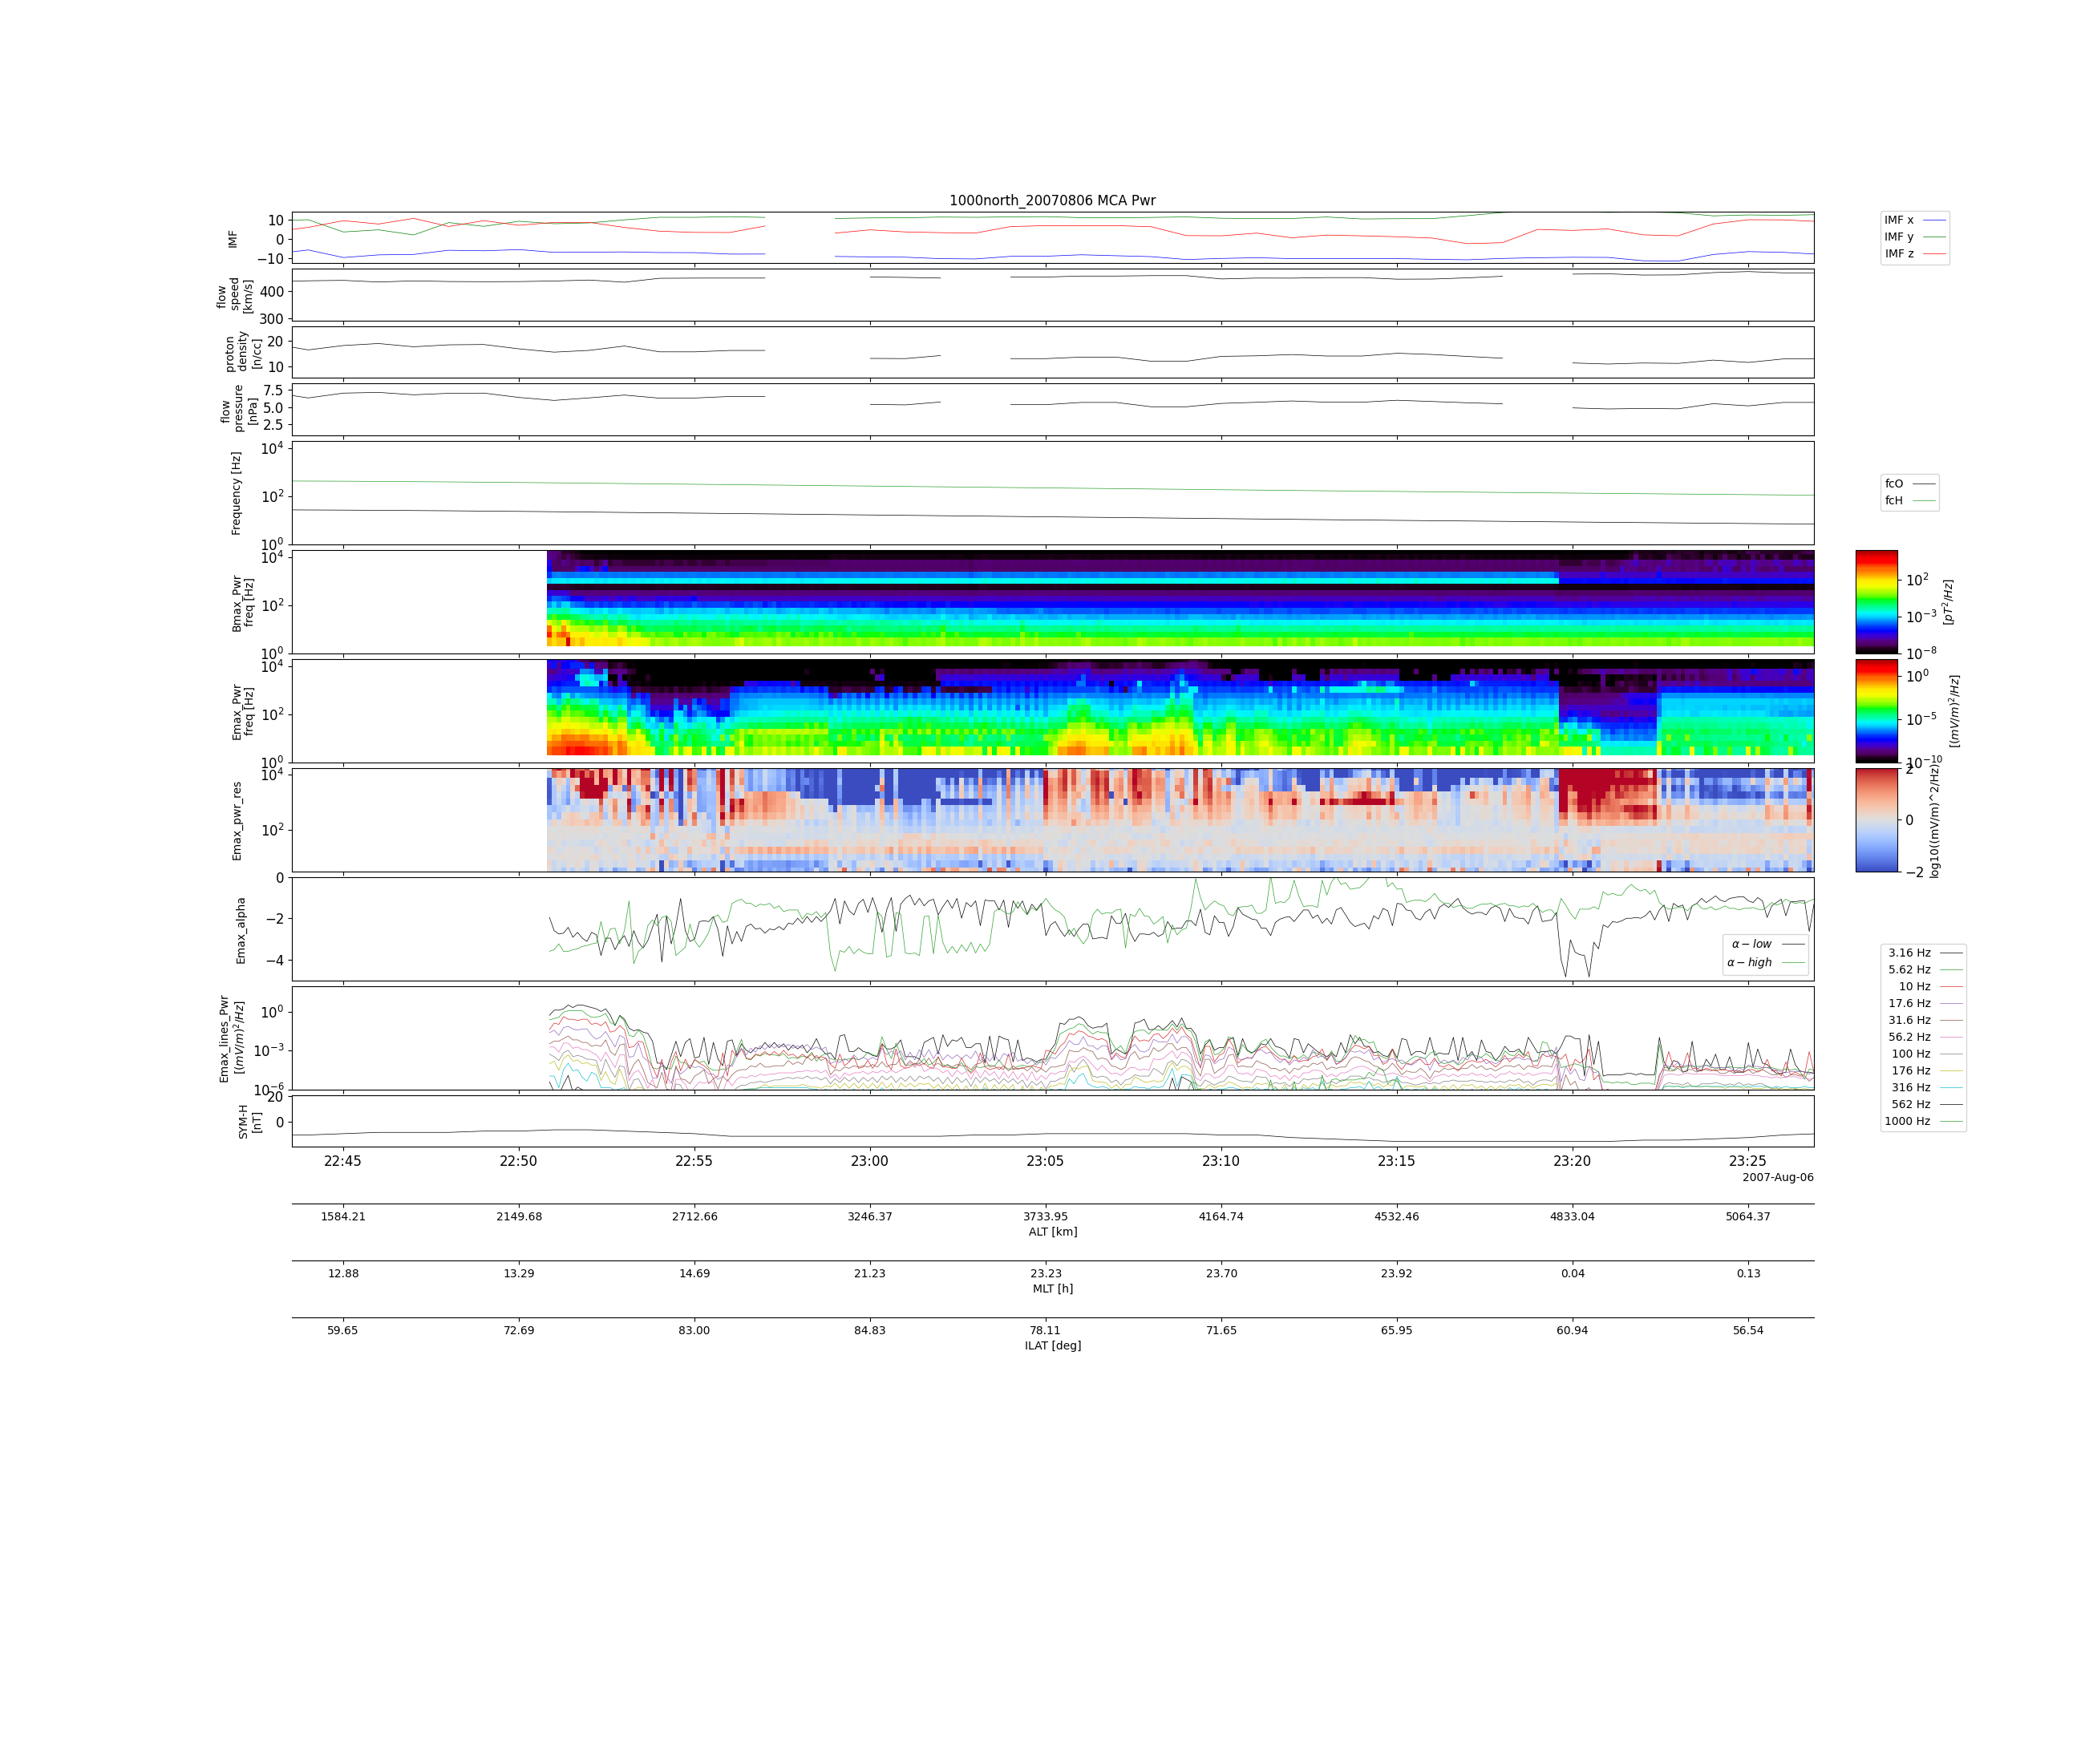 1000north_20070806 MCA Pwr
IMF
10
0
−10
IMF x
IMF y
IMF z
flow
speed
[km/s]
400
300
proton
density
[n/cc]
20
10
flow
pressure
[nPa]
7.5
5.0
2.5
Frequency [Hz]
10^4
10^2
10^0
fcO
fcH
Bmax_Pwr
freq [Hz]
10^4
10^2
10^0
10^2
10^−3
10^−8
[pT^2/Hz]
Emax_Pwr
freq [Hz]
10^4
10^2
10^0
10^0
10^−5
10^−10
[(mV/m)^2/Hz]
Emax_pwr_res
10^4
10^2
2
0
−2
log10((mV/m)^2/Hz)
Emax_alpha
0
−2
−4
α − low
α − high
Emax_lines_Pwr
[(mV/m)^2/Hz]
10^0
10^−3
10^−6
3.16 Hz
5.62 Hz
10 Hz
17.6 Hz
31.6 Hz
56.2 Hz
100 Hz
176 Hz
316 Hz
562 Hz
1000 Hz
SYM-H
[nT]
20
0
22:45 22:50 22:55 23:00 23:05 23:10 23:15 23:20 23:25
2007-Aug-06
1584.21 2149.68 2712.66 3246.37 3733.95 4164.74 4532.46 4833.04 5064.37
ALT [km]
12.88 13.29 14.69 21.23 23.23 23.70 23.92 0.04 0.13
MLT [h]
59.65 72.69 83.00 84.83 78.11 71.65 65.95 60.94 56.54
ILAT [deg]